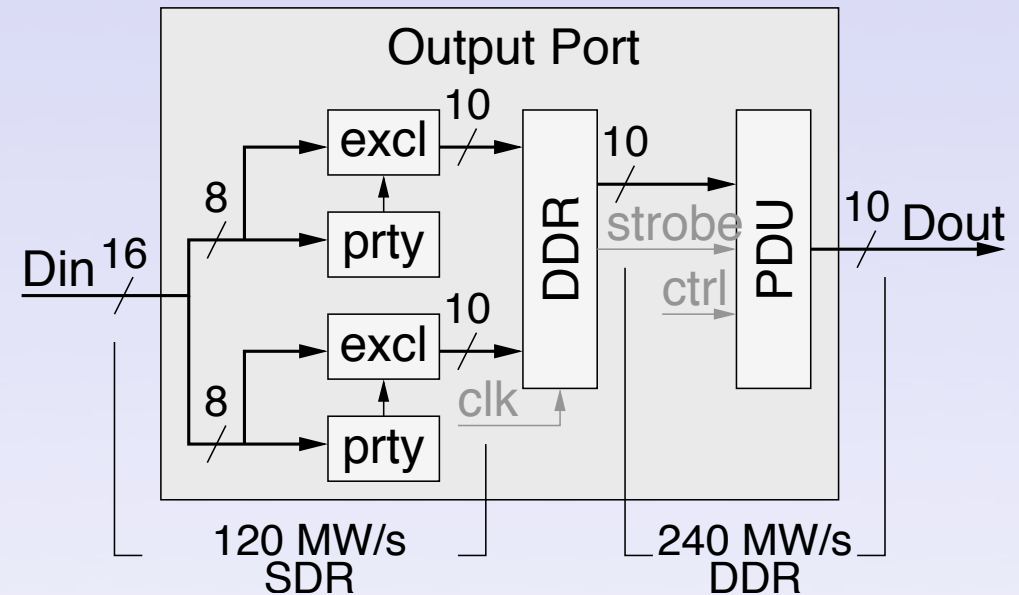 Output Port
10
excl
10
8
strobe
10
Dout
prty
DDR
PDU
Din
16
ctrl
10
excl
8
clk
prty
120 MW/s
SDR
240 MW/s
DDR